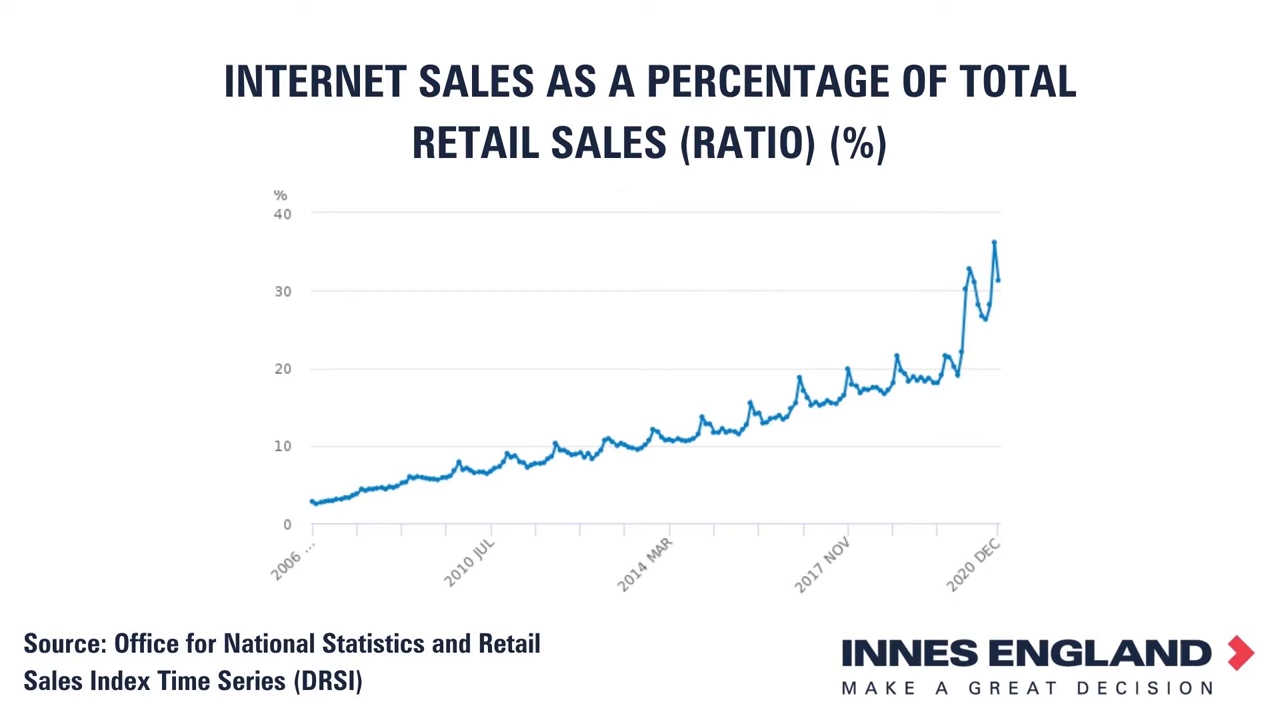 INTERNET SALES AS A PERCENTAGE OF TOTAL
RETAIL SALES (RATIO) (%)
%
40
30
20
10
0
2006 ...
2010 JUL
2014 MAR
2017 NOV
2020 DEC
Source: Office for National Statistics and Retail
Sales Index Time Series (DRSI)
INNES ENGLAND
MAKE A GREAT DECISION